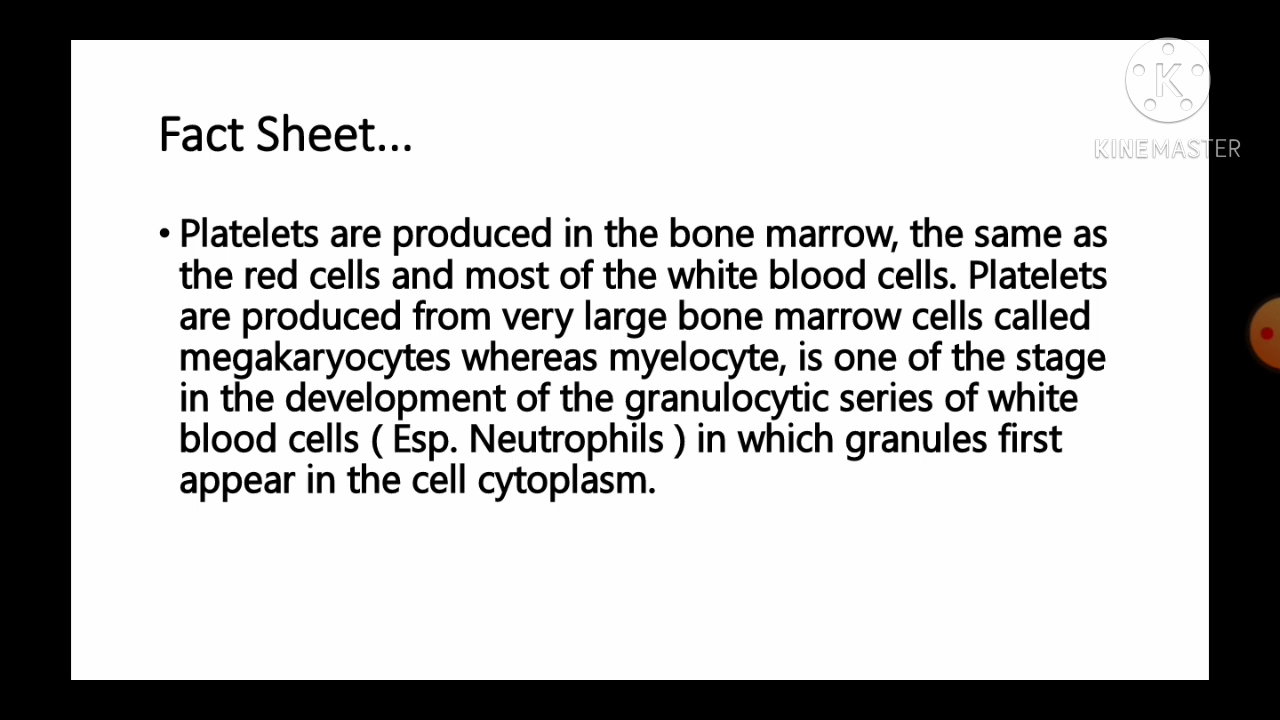 Fact Sheet...
• Platelets are produced in the bone marrow, the same as
the red cells and most of the white blood cells. Platelets
are produced from very large bone marrow cells called
megakaryocytes whereas myelocyte, is one of the stage
in the development of the granulocytic series of white
blood cells ( Esp. Neutrophils ) in which granules first
appear in the cell cytoplasm.
K
KINEMASTER